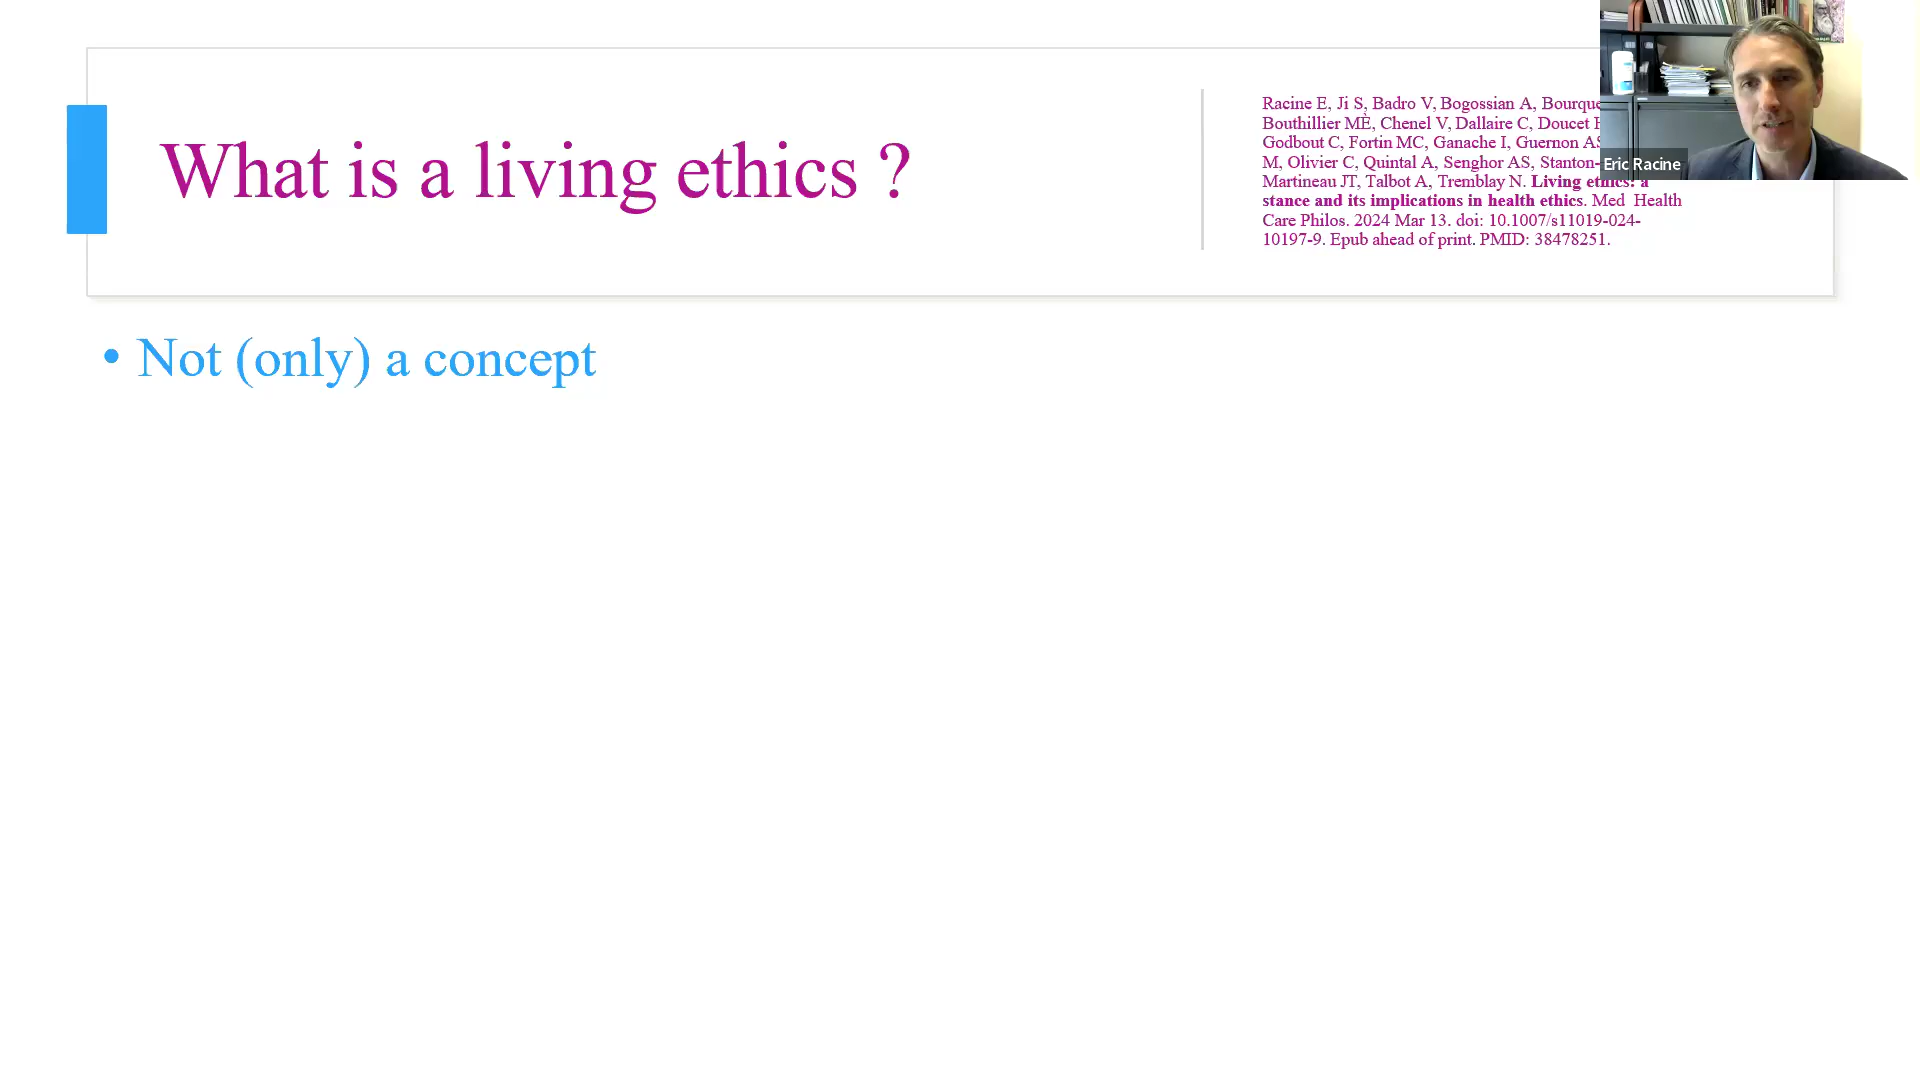 What is a living ethics ?
Racine E, Ji S, Badro V, Bogossian A, Bourque
Bouthillier MÈ, Chenel V, Dallaire C, Doucet
Godbout C, Fortin MC, Ganache I, Guernon
M, Olivier C, Quintal A, Senghor AS, Stanton-
Martineau JT, Talbot A, Tremblay N. Living ethics: a
stance and its implications in health ethics. Med Health
Care Philos. 2024 Mar 13. doi: 10.1007/s11019-024-
10197-9. Epub ahead of print. PMID: 38478251.
Eric Racine
• Not (only) a concept